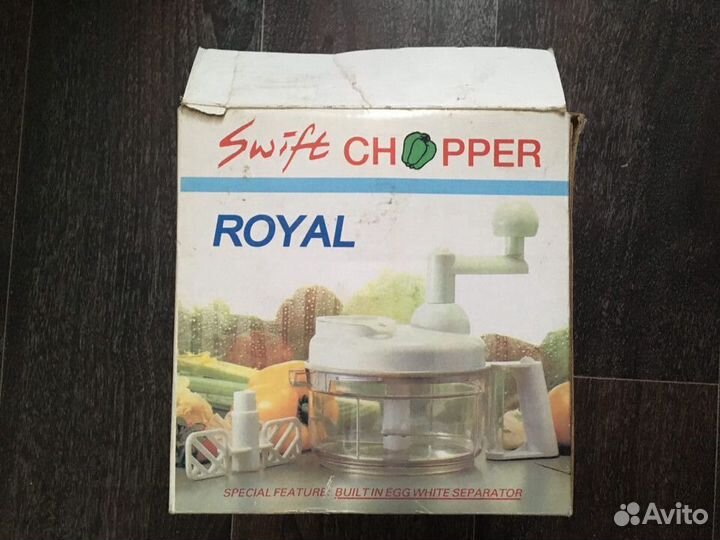 Swift CHOPPER
ROYAL
SPECIAL FEATURE: BUILT IN EGG WHITE SEPARATOR
Avito